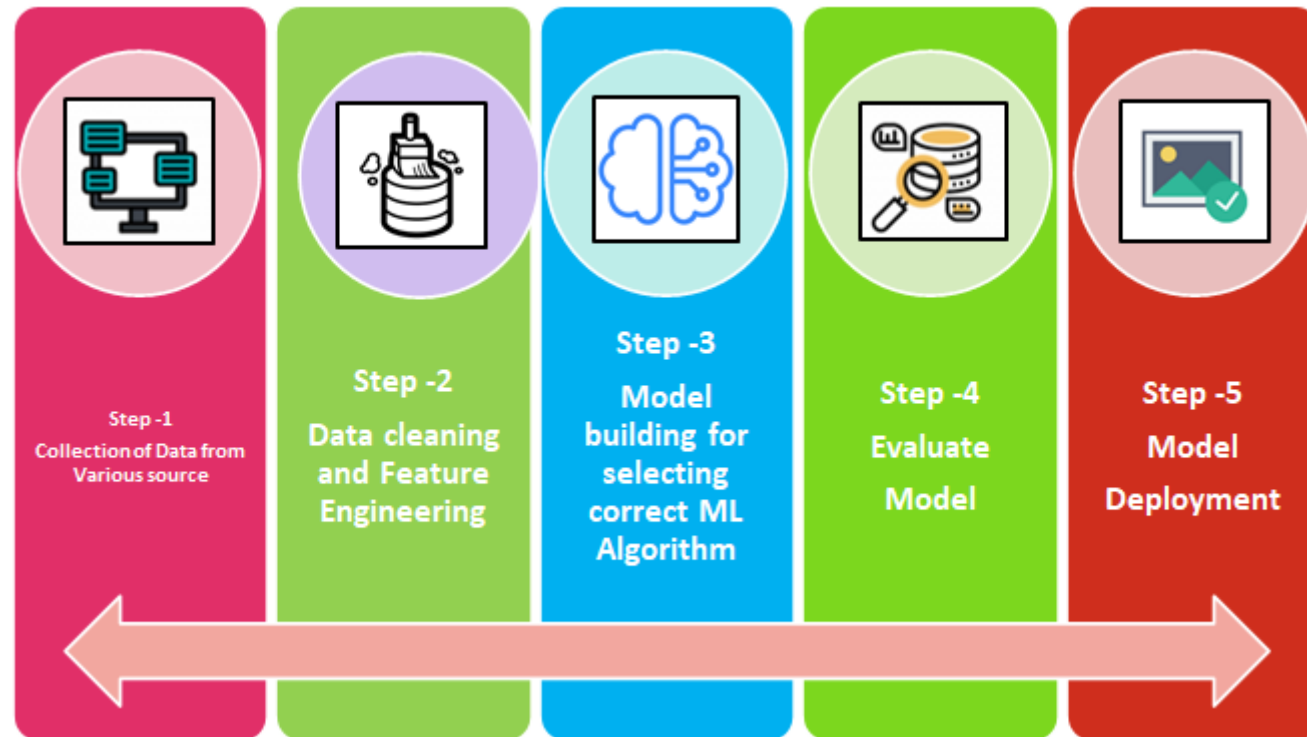 Step -1
Collection of Data from
Various source
Step -2
Data cleaning
and Feature
Engineering
Step -3
Model
building for
selecting
correct ML
Algorithm
Step -4
Evaluate
Model
Step -5
Model
Deployment